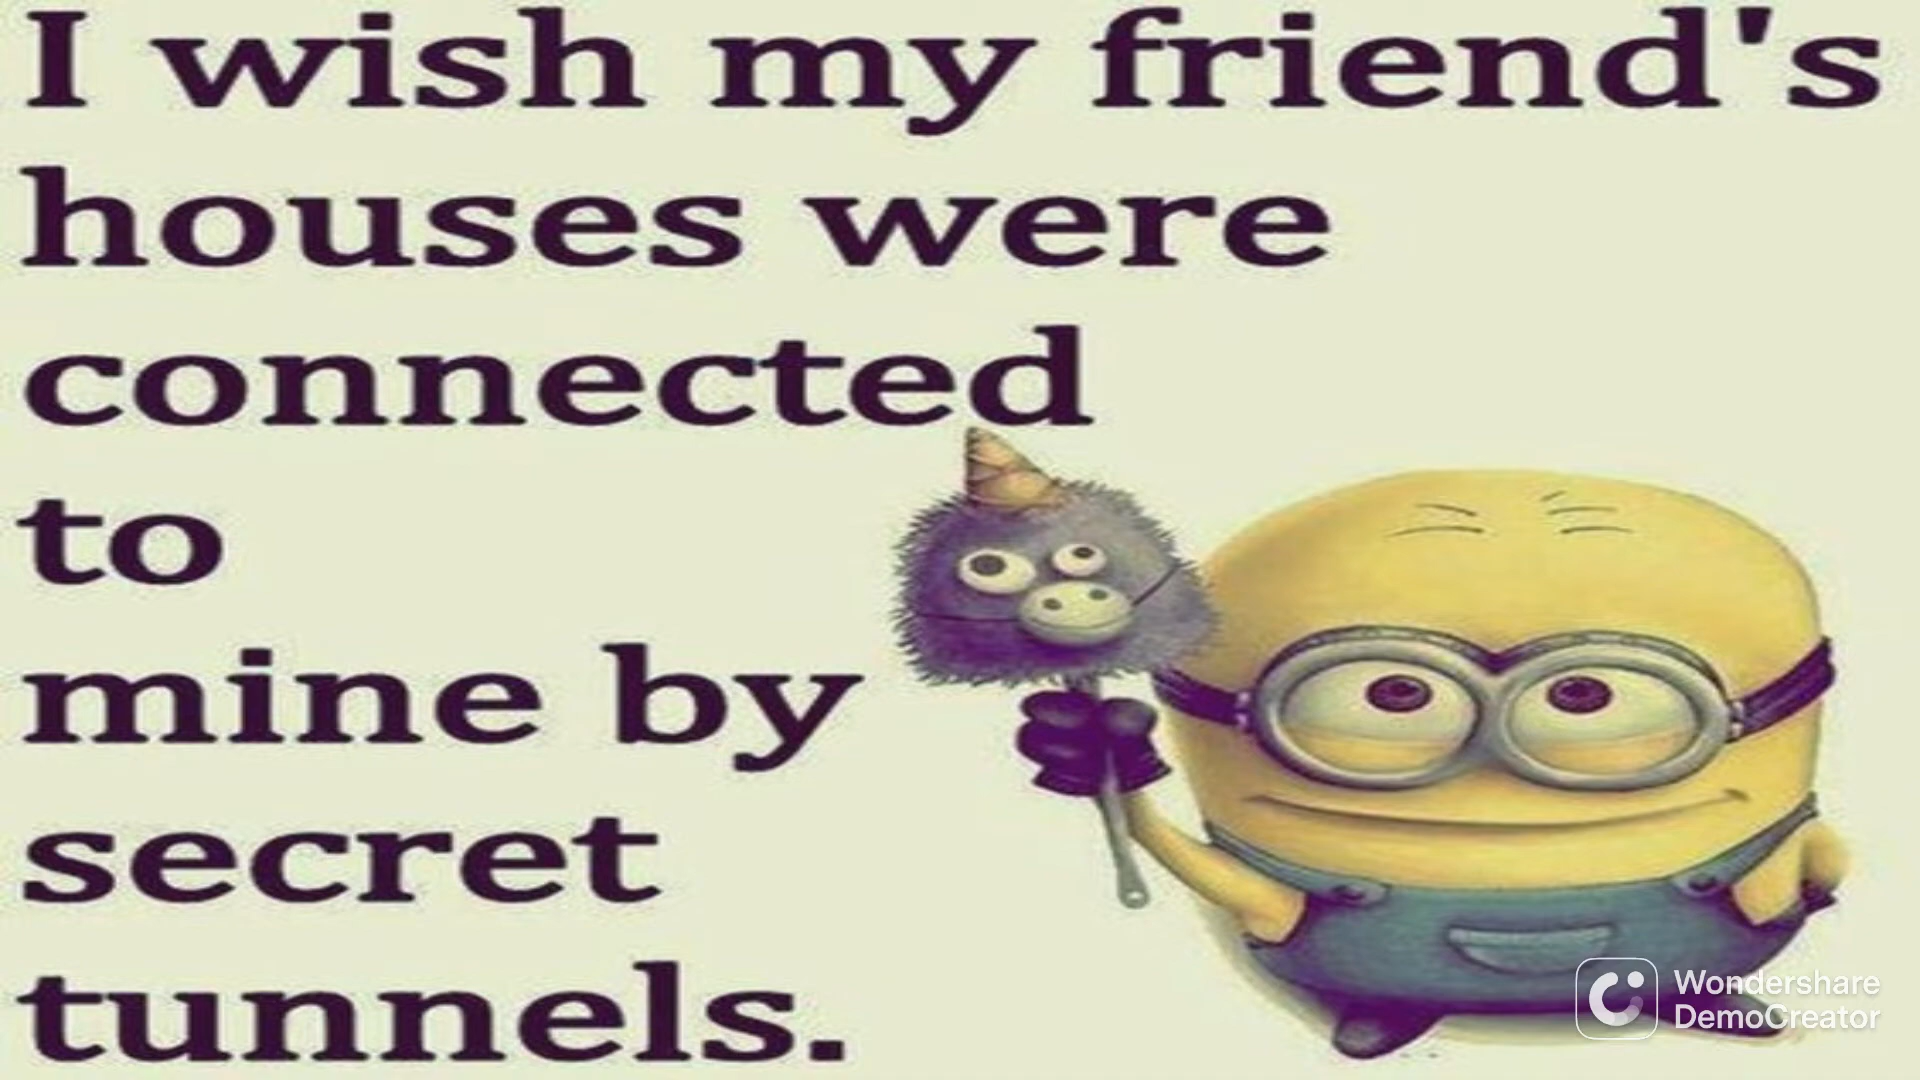 I wish my friend's
houses were
connected
to
mine by
secret
tunnels.
Wondershare
DemoCreator